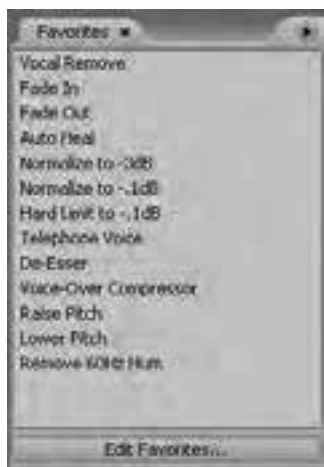 Favorites
Vocal Remove
Fade In
Fade Out
Auto Heal
Normalize to -3dB
Normalize to -.1dB
Hard Limit to -.1dB
Telephone Voice
De-Esser
Voice-Over Compressor
Raise Pitch
Lower Pitch
Remove 60Hz Hum
Edit Favorites...